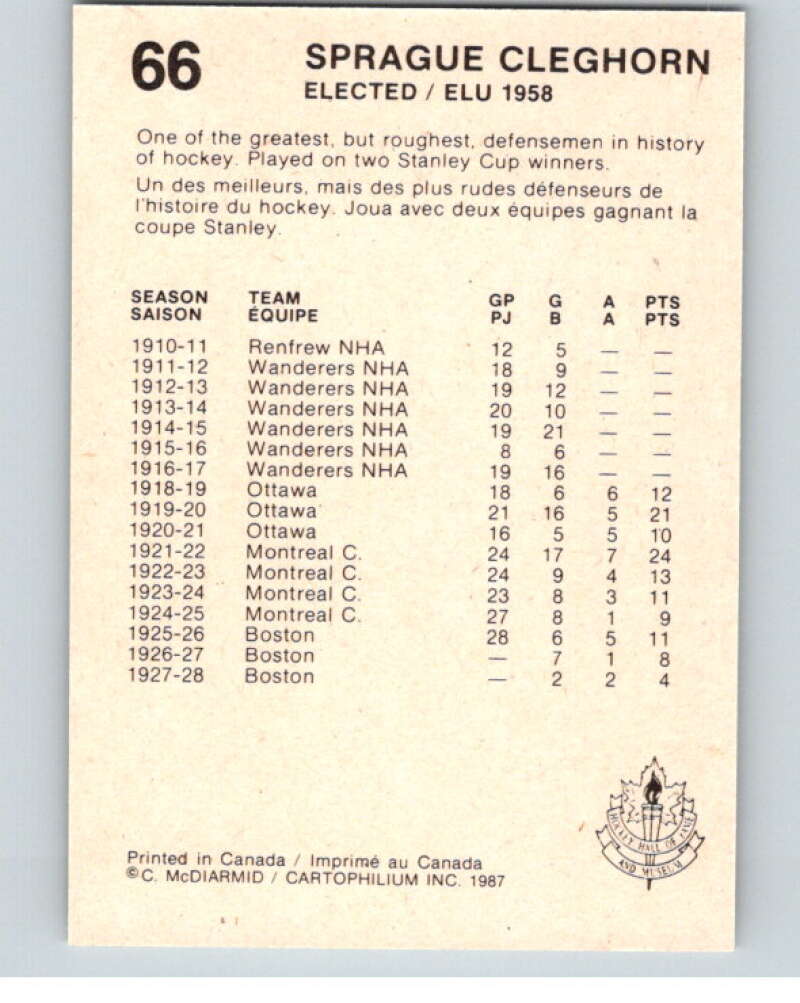 66 SPRAGUE CLEGHORN
ELECTED / ELU 1958
One of the greatest, but roughest, defensemen in history
of hockey. Played on two Stanley Cup winners.
Un des meilleurs, mais des plus rudes défenseurs de
l'histoire du hockey. Joua avec deux équipes gagnant la
coupe Stanley.
SEASON TEAM GP G A PTS
SAISON ÉQUIPE PJ B A PTS
1910-11 Renfrew NHA 12 5 — —
1911-12 Wanderers NHA 18 9 — —
1912-13 Wanderers NHA 19 12 — —
1913-14 Wanderers NHA 20 10 — —
1914-15 Wanderers NHA 19 21 — —
1915-16 Wanderers NHA 8 6 — —
1916-17 Wanderers NHA 19 16 — —
1918-19 Ottawa 18 6 6 12
1919-20 Ottawa 21 16 5 21
1920-21 Ottawa 16 5 5 10
1921-22 Montreal C. 24 17 7 24
1922-23 Montreal C. 24 9 4 13
1923-24 Montreal C. 23 8 3 11
1924-25 Montreal C. 27 8 1 9
1925-26 Boston 28 6 5 11
1926-27 Boston — 7 1 8
1927-28 Boston — 2 2 4
HOCKEY HALL OF FAME
AND MUSEUM
Printed in Canada / Imprimé au Canada
©C. McDIARMID / CARTOPHILIUM INC. 1987